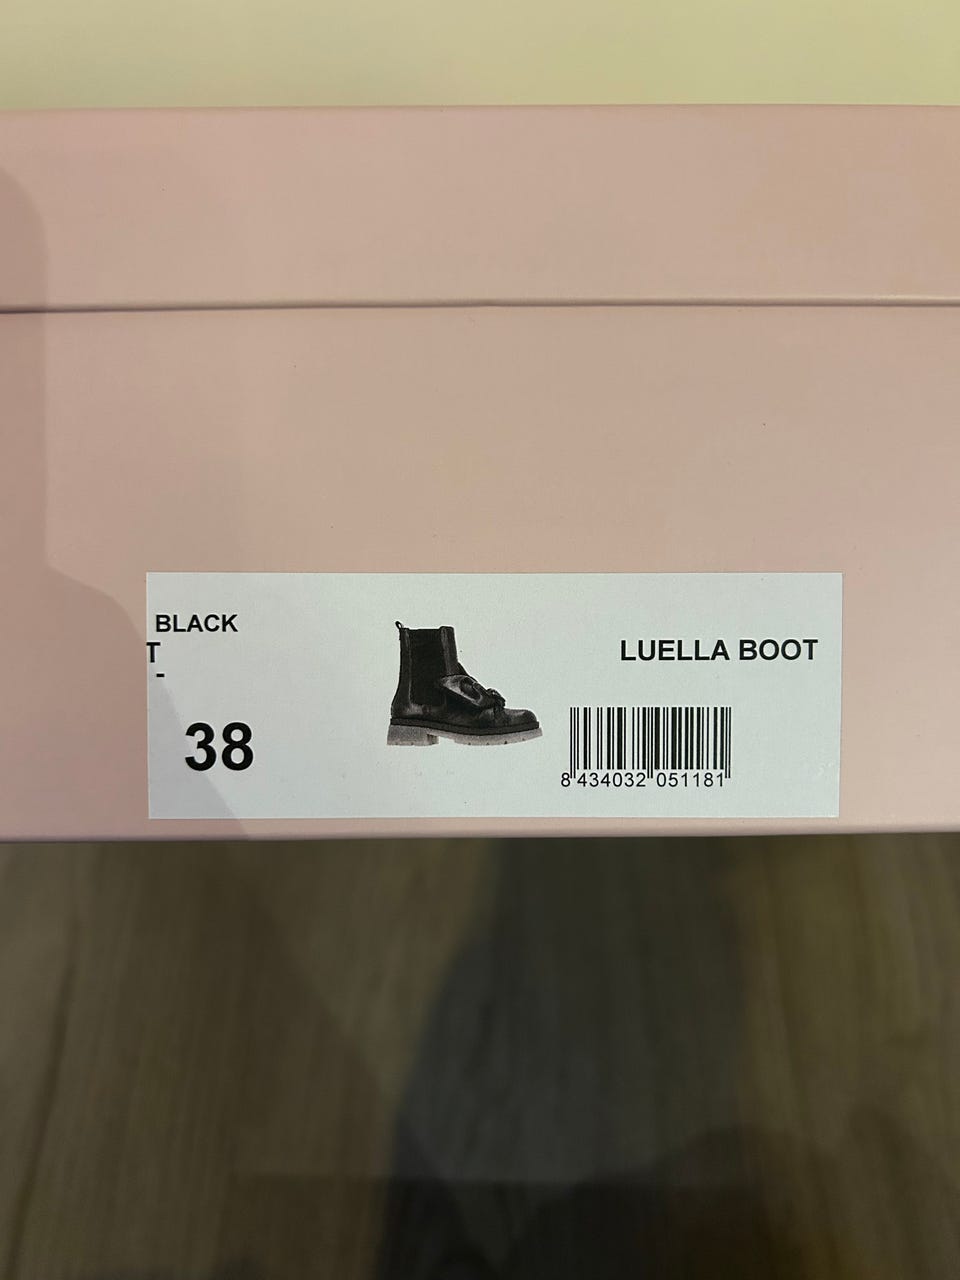 BLACK
T
-
38
LUELLA BOOT
8 434032 051181